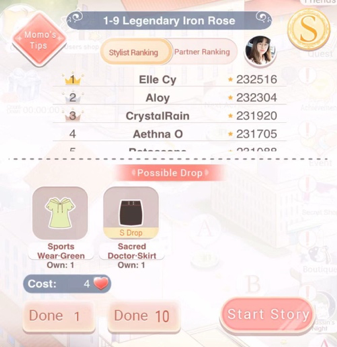 1-9 Legendary Iron Rose
Momo's
Tips
Stylist Ranking
Partner Ranking
S
1
Elle Cy
232516
2
Aloy
232304
3
CrystalRain
231920
4
Aethna O
231705
Possible Drop
S Drop
Sports
Wear·Green
Own: 1
Sacred
Doctor·Skirt
Own: 1
Cost:
4
Done 1
Done 10
Start Story